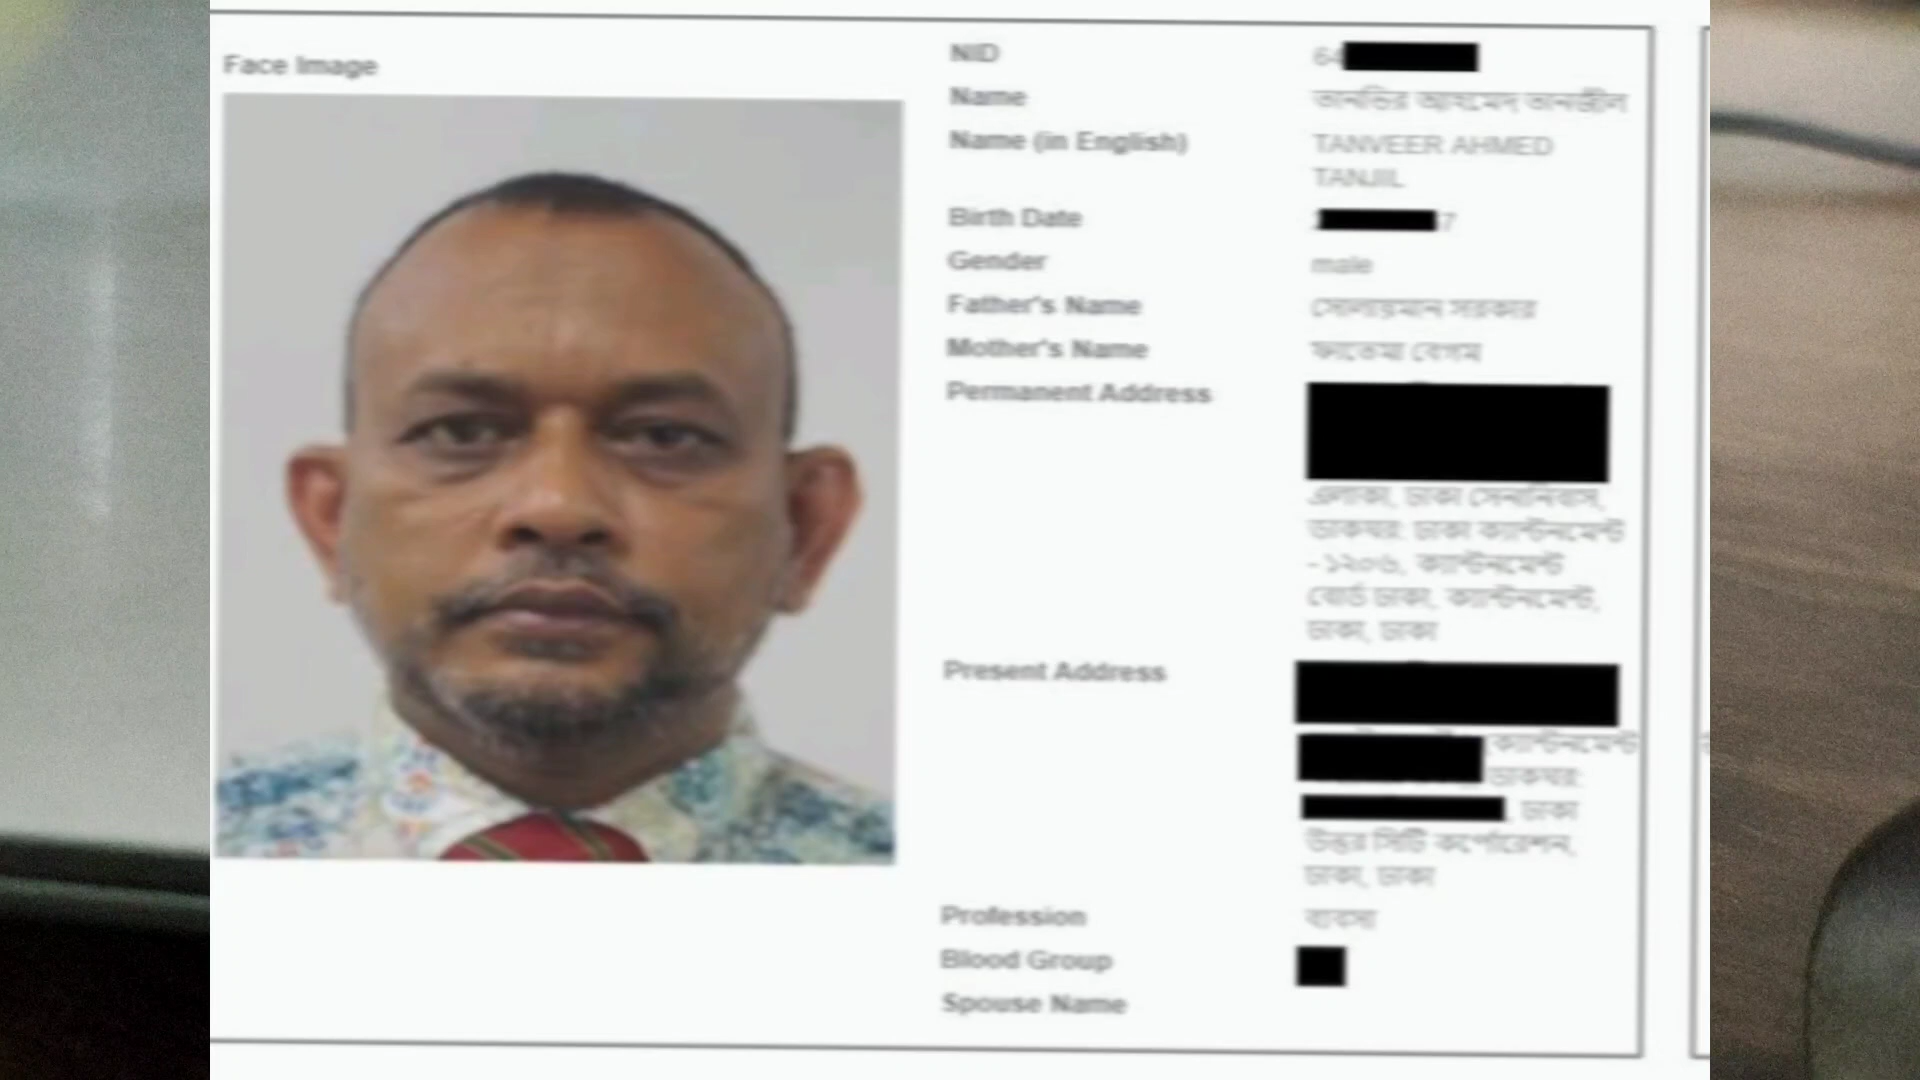 Face Image
NID 64
Name তানভির আহমেদ তানজীল
Name (in English) TANVEER AHMED
TANJIL
Birth Date 7
Gender male
Father's Name সোলায়মান সরকার
Mother's Name ফাতেমা বেগম
Permanent Address
এলাকা, ঢাকা সেনানিবাস,
ডাকঘর: ঢাকা ক্যান্টনমেন্ট
-১২০৬, ক্যান্টনমেন্ট
বোর্ড ঢাকা, ক্যান্টনমেন্ট,
ঢাকা, ঢাকা
Present Address
ক্যান্টনমেন্ট
ডাকঘর:
, ঢাকা
উত্তর সিটি কর্পোরেশন,
ঢাকা, ঢাকা
Profession ব্যবসা
Blood Group
Spouse Name